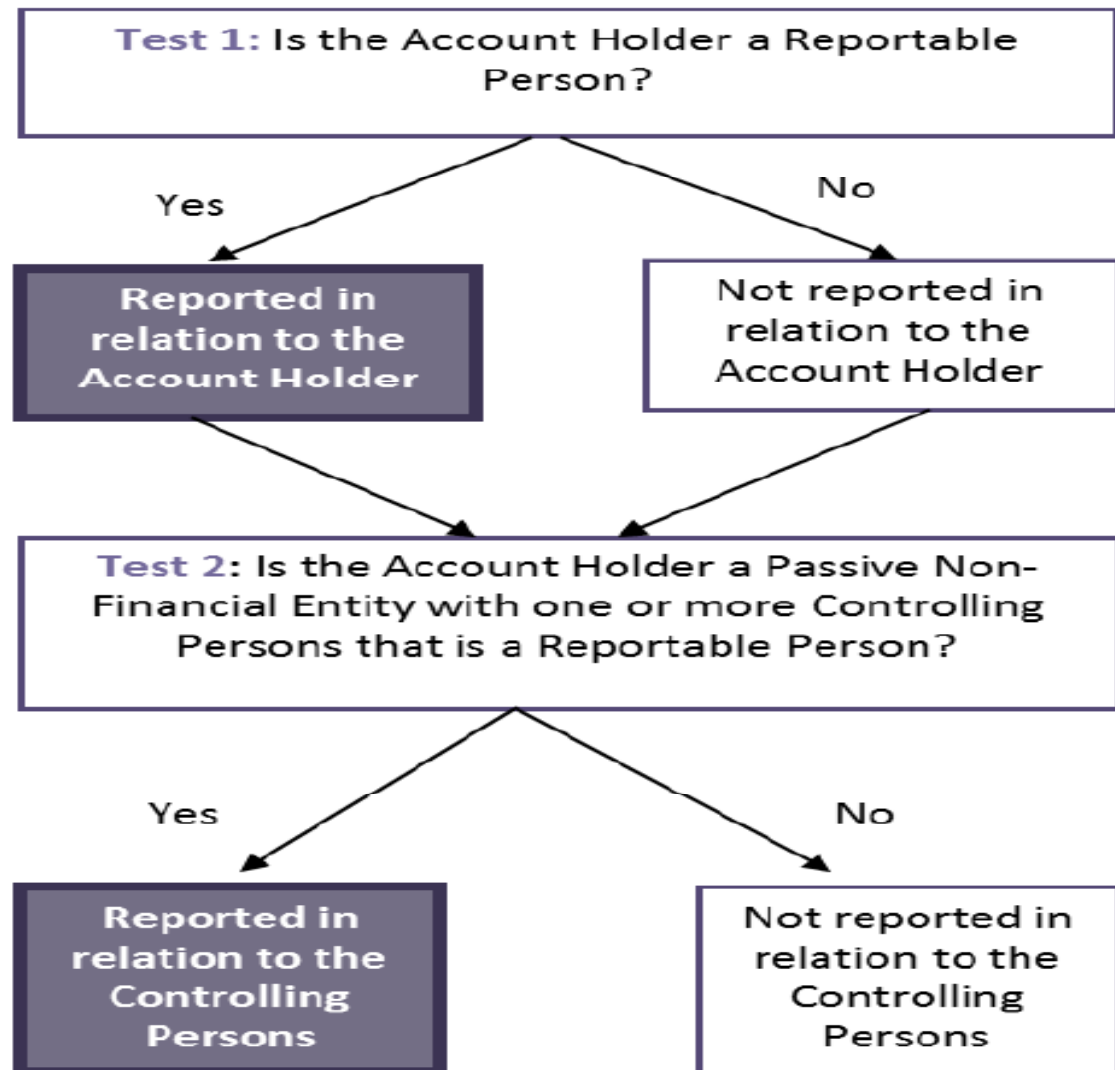 Test 1: Is the Account Holder a Reportable
Person?
Yes
No
Reported in
relation to the
Account Holder
Not reported in
relation to the
Account Holder
Test 2: Is the Account Holder a Passive Non-
Financial Entity with one or more Controlling
Persons that is a Reportable Person?
Yes
No
Reported in
relation to the
Controlling
Persons
Not reported in
relation to the
Controlling
Persons